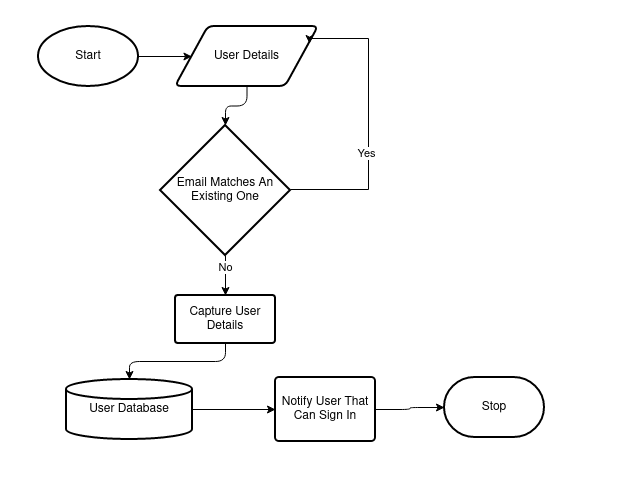 Start
User Details
Yes
Email Matches An
Existing One
No
Capture User
Details
User Database
Notify User That
Can Sign In
Stop